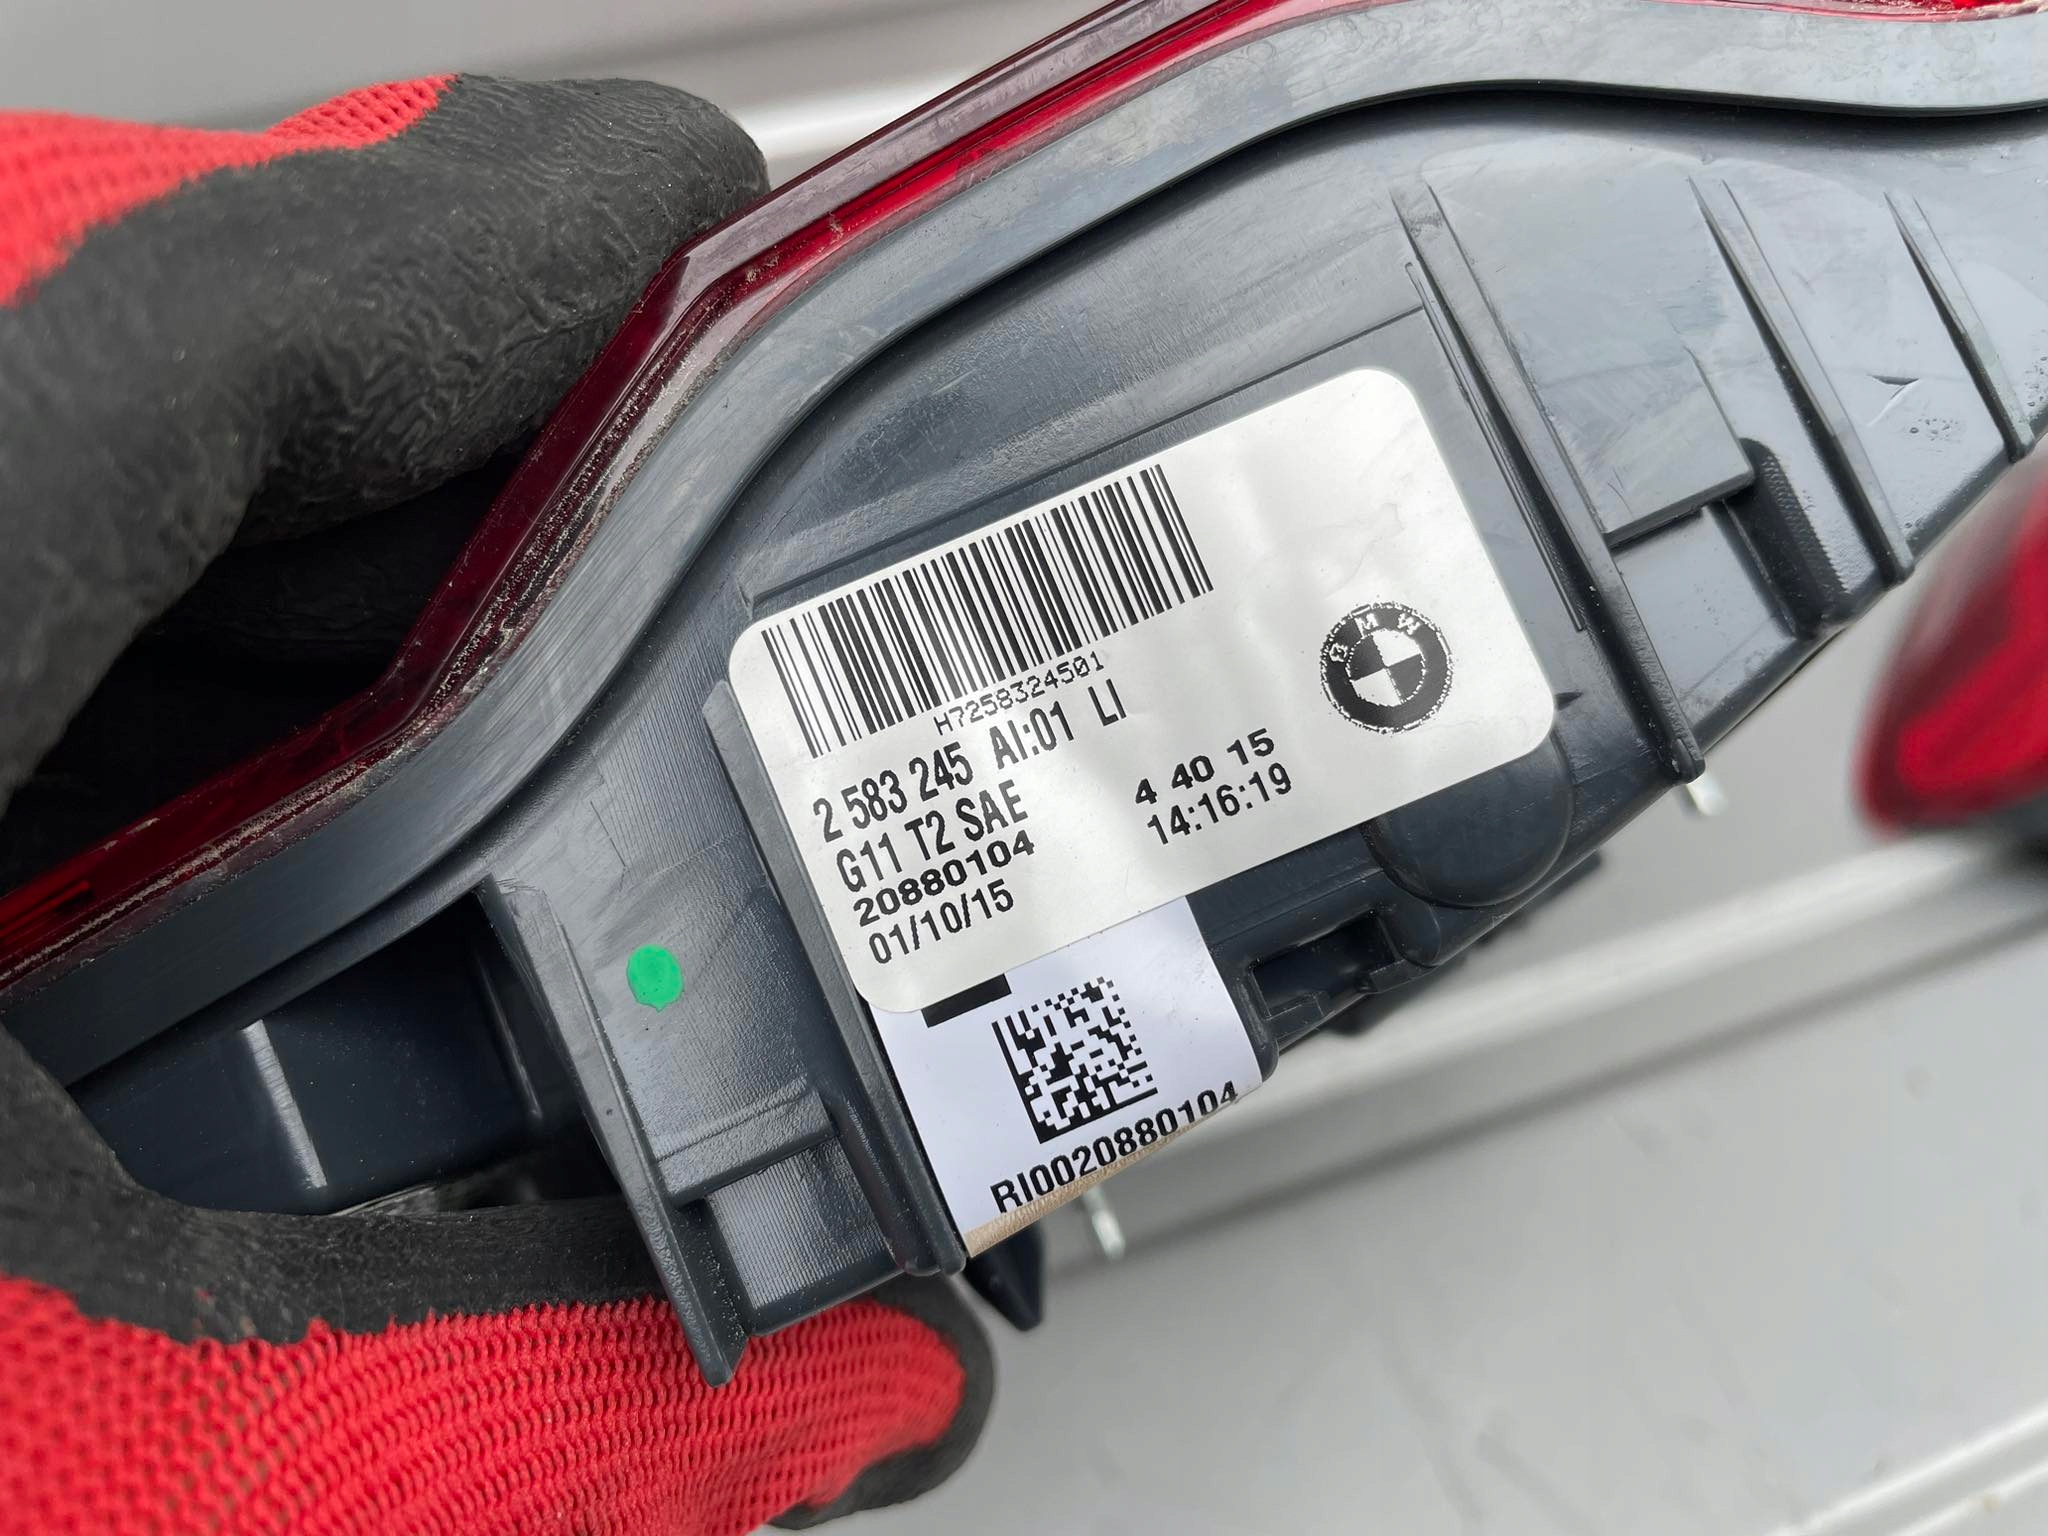 H7258324501
2 583 245 AI:01 LI
G11 T2 SAE
20880104
01/10/15
4 40 15
14:16:19
BMW
RI0020880104